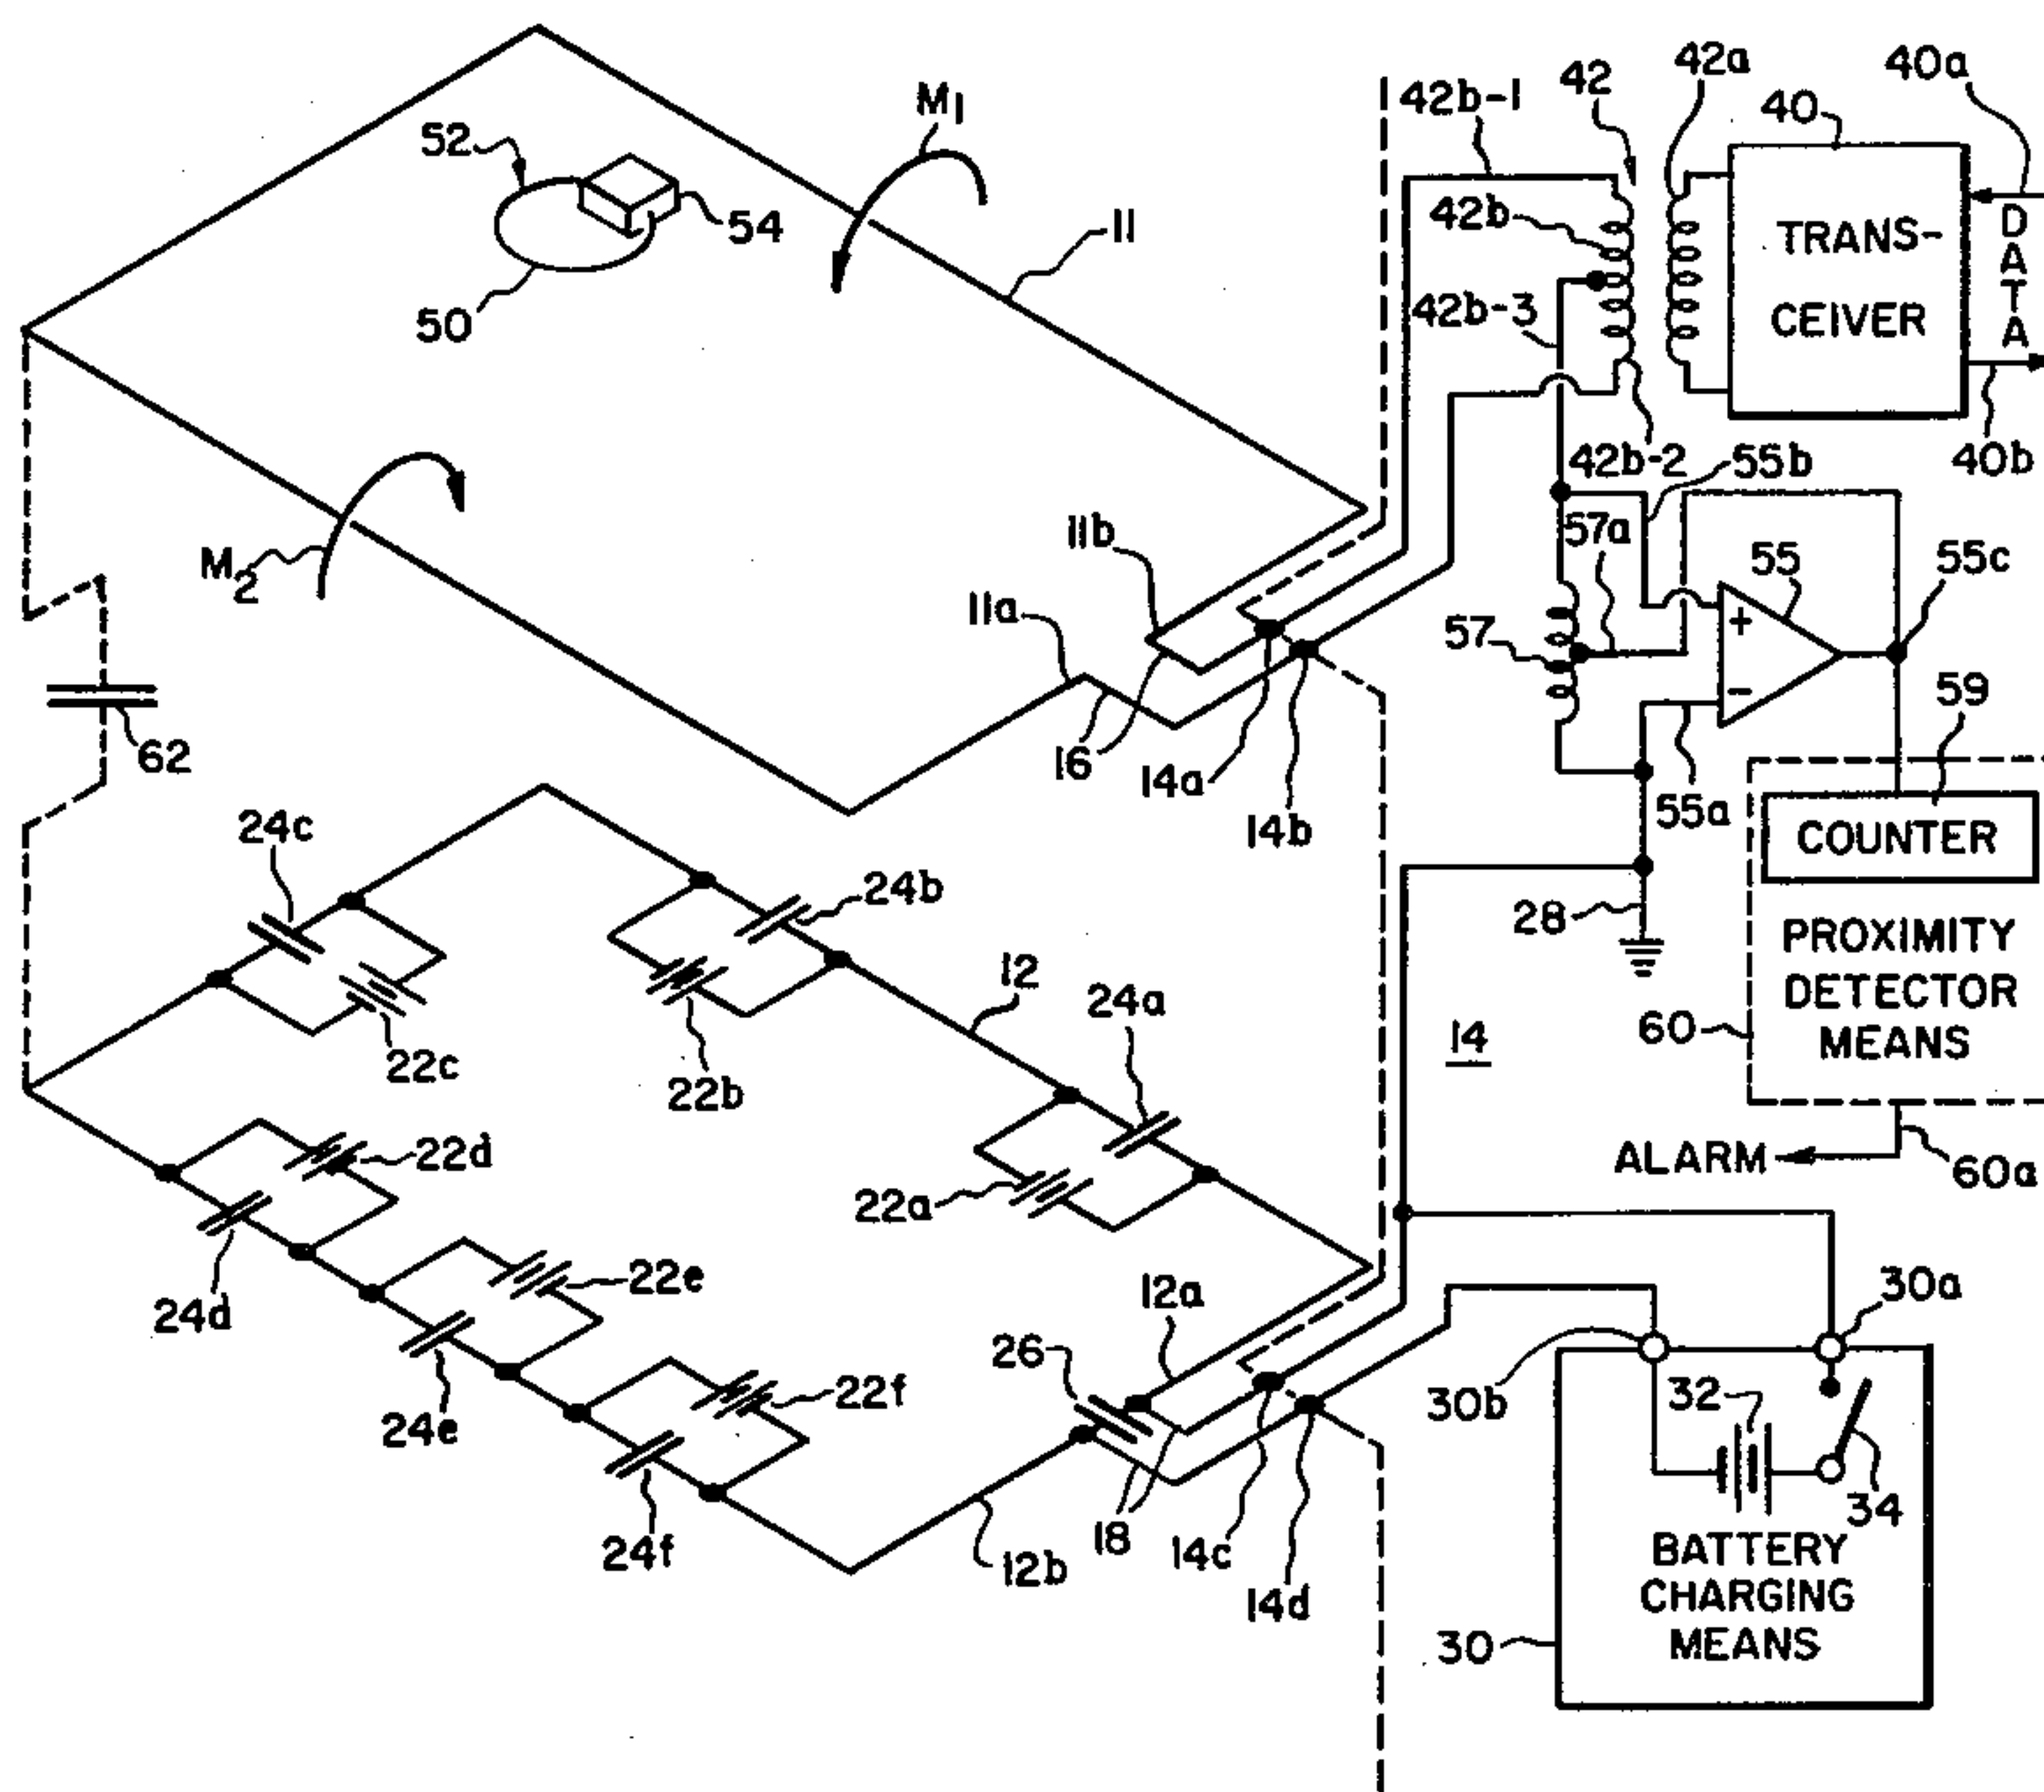 42b-1
42
42a
40
40a
M1
52
54
11
50
42b
42b-3
TRANS-
CEIVER
DATA
42b-2
55b
40b
M2
11b
57a
55
55c
11a
57
+
−
59
62
16
14a
14b
55a
COUNTER
24c
24b
28
PROXIMITY
DETECTOR
MEANS
12
24a
60
14
22c
22b
ALARM
60a
22d
22a
24d
22e
12a
30a
26
24e
22f
30b
32
34
24f
18
14c
14d
12b
BATTERY
CHARGING
MEANS
30